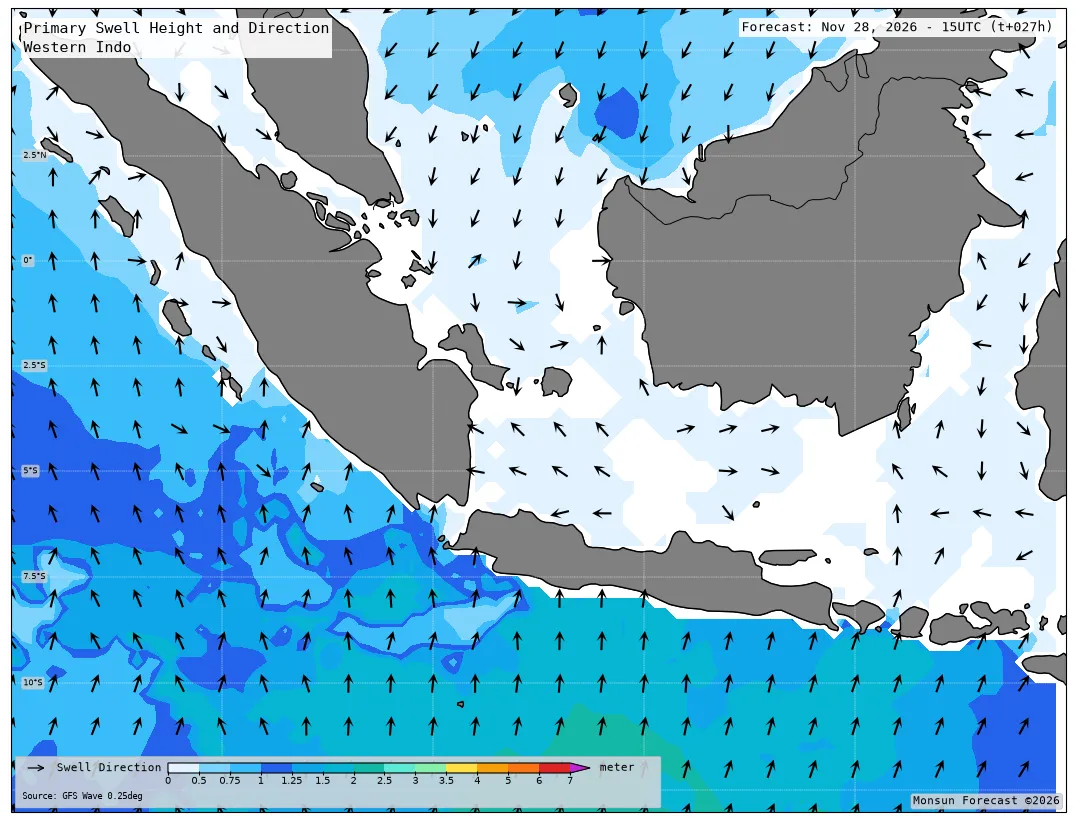 Primary Swell Height and Direction
Western Indo
Forecast: Nov 28, 2026 - 15UTC (t+027h)
2.5°N
0°
2.5°S
5°S
7.5°S
10°S
Swell Direction
0 0.5 0.75 1 1.25 1.5 2 2.5 3 3.5 4 5 6 7
meter
Source: GFS Wave 0.25deg
Monsun Forecast ©2026